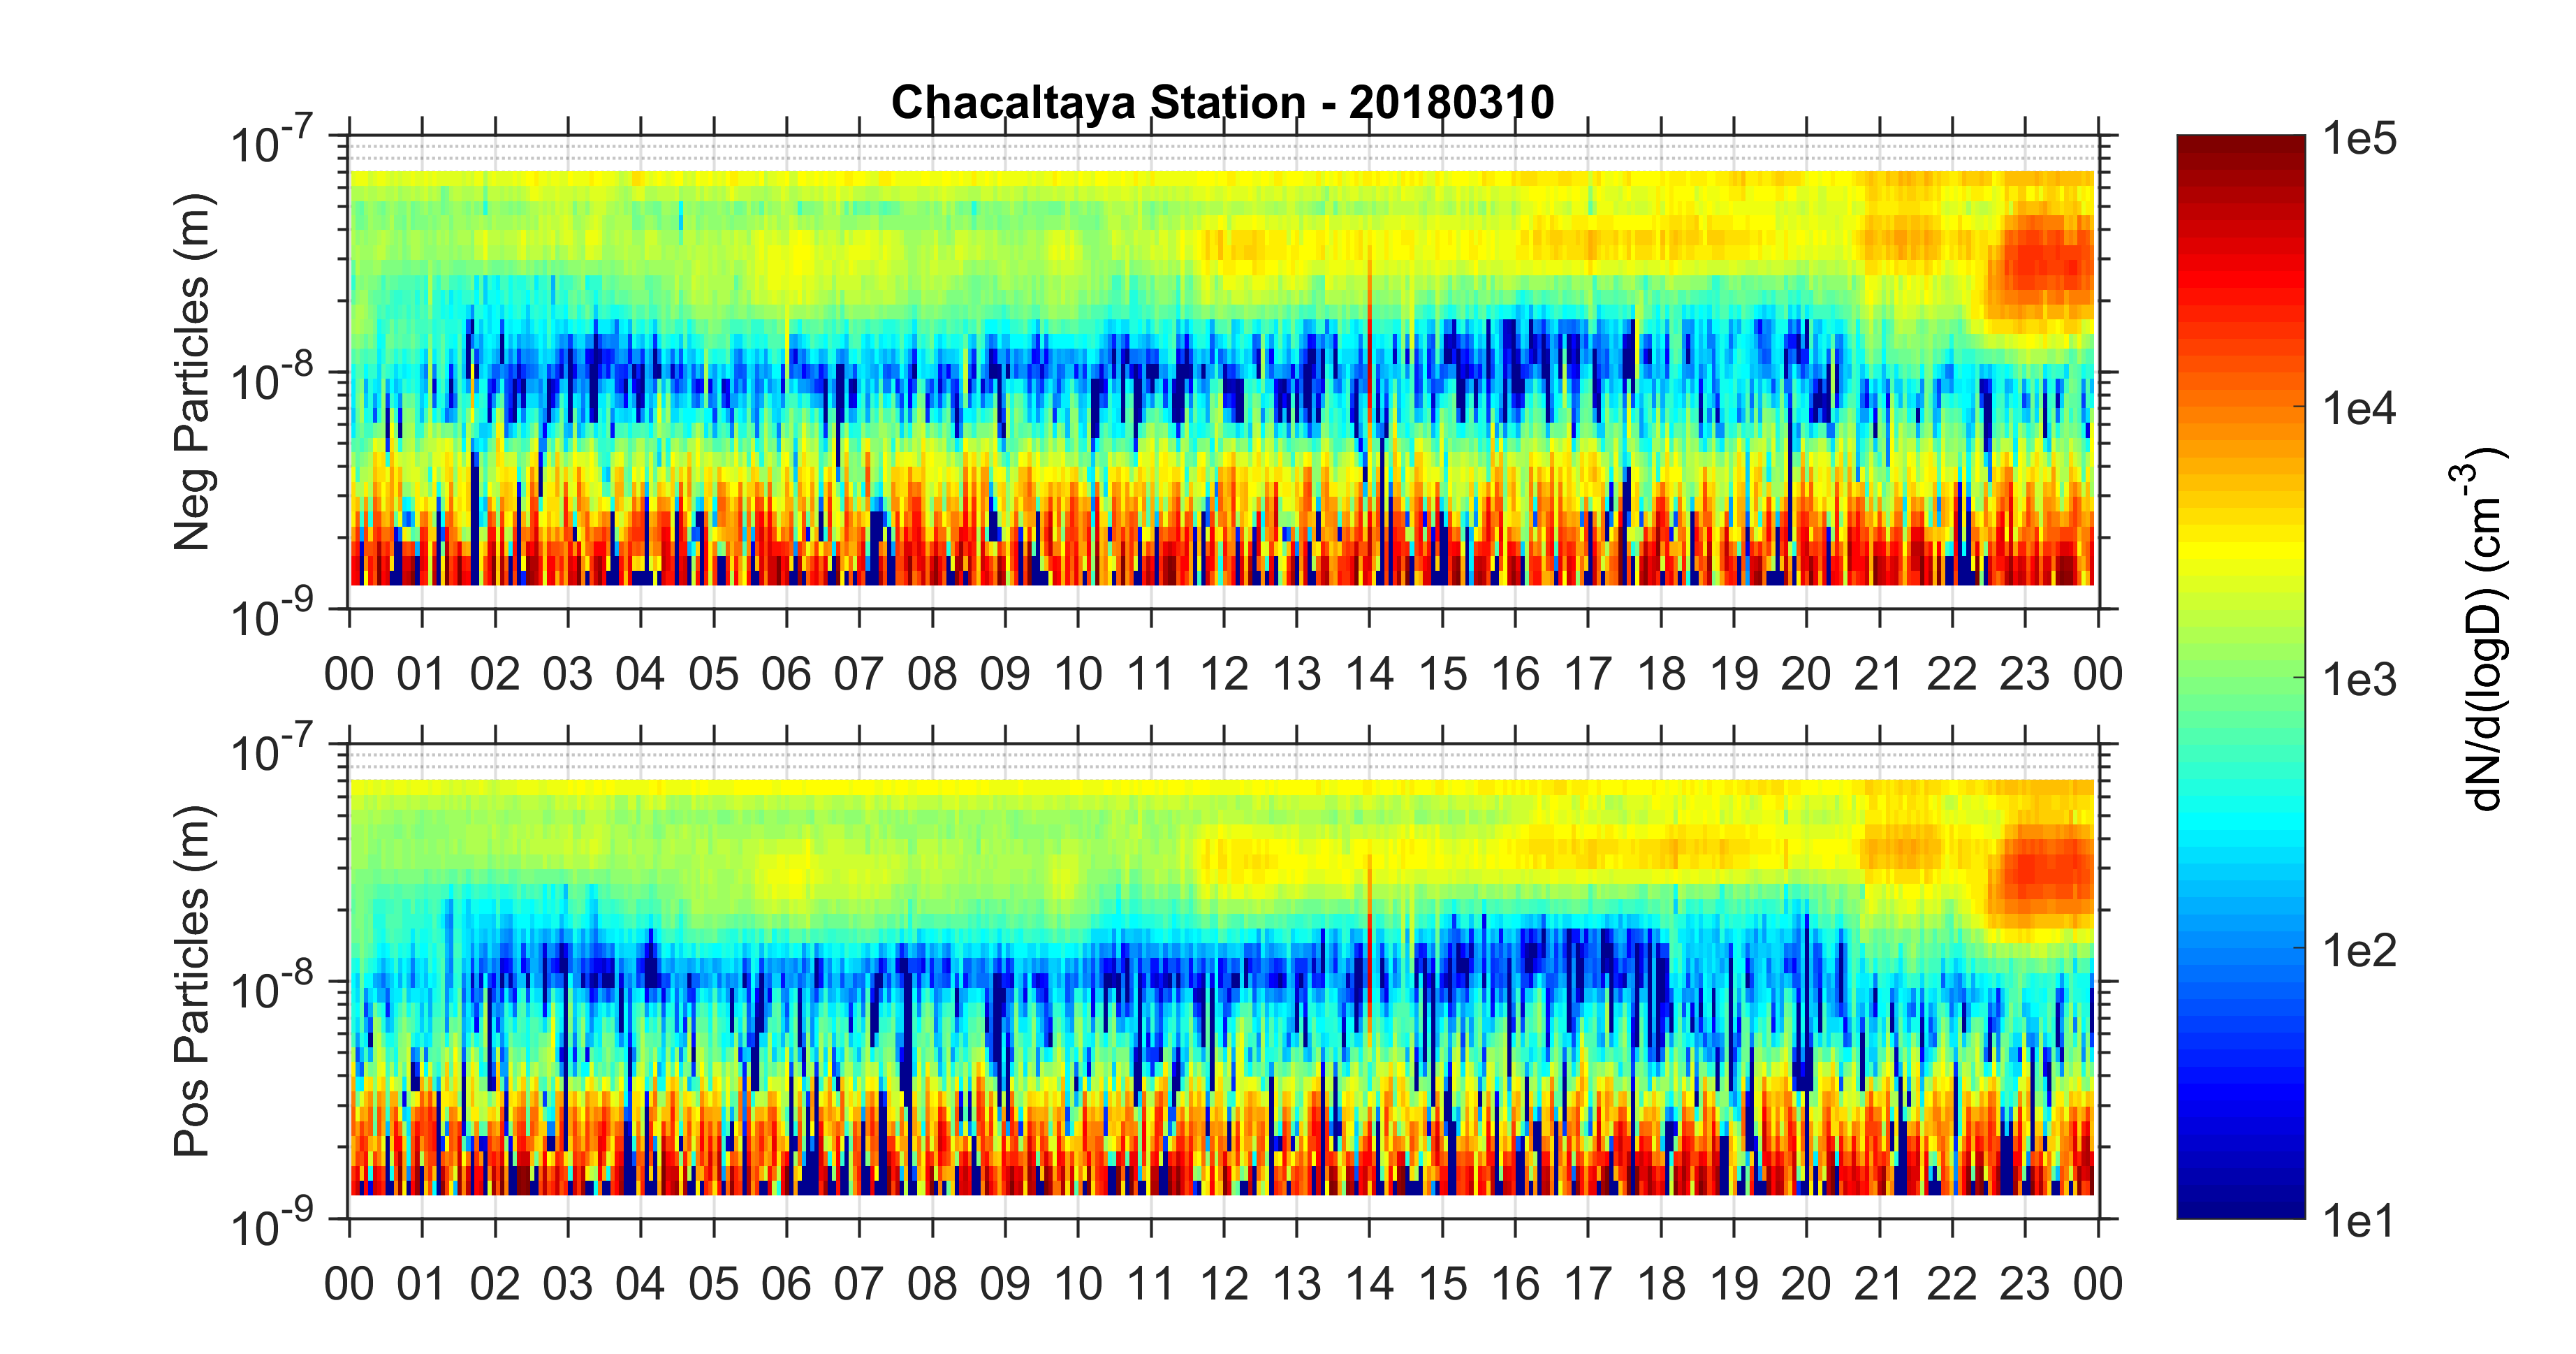 Chacaltaya Station - 20180310
Neg Particles (m)
10-7
10-8
10-9
00 01 02 03 04 05 06 07 08 09 10 11 12 13 14 15 16 17 18 19 20 21 22 23 00
Pos Particles (m)
10-7
10-8
10-9
00 01 02 03 04 05 06 07 08 09 10 11 12 13 14 15 16 17 18 19 20 21 22 23 00
1e5
1e4
1e3
1e2
1e1
dN/d(logD) (cm-3)